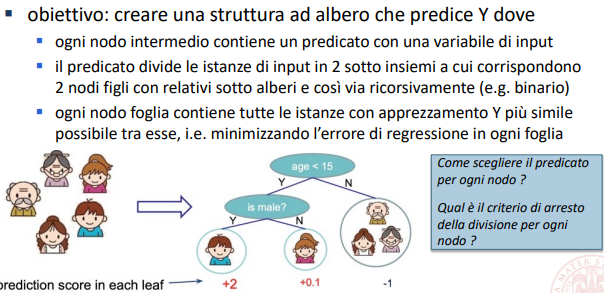 obiettivo: creare una struttura ad albero che predice Y dove
ogni nodo intermedio contiene un predicato con una variabile di input
il predicato divide le istanze di input in 2 sotto insiemi a cui corrispondono
2 nodi figli con relativi sotto alberi e così via ricorsivamente (e.g. binario)
ogni nodo foglia contiene tutte le istanze con apprezzamento Y più simile
possibile tra esse, i.e. minimizzando l'errore di regressione in ogni foglia
age < 15
Y
N
is male?
Y
N
Come scegliere il predicato
per ogni nodo ?
Qual è il criterio di arresto
della divisione per ogni
nodo ?
prediction score in each leaf
+2
+0.1
-1